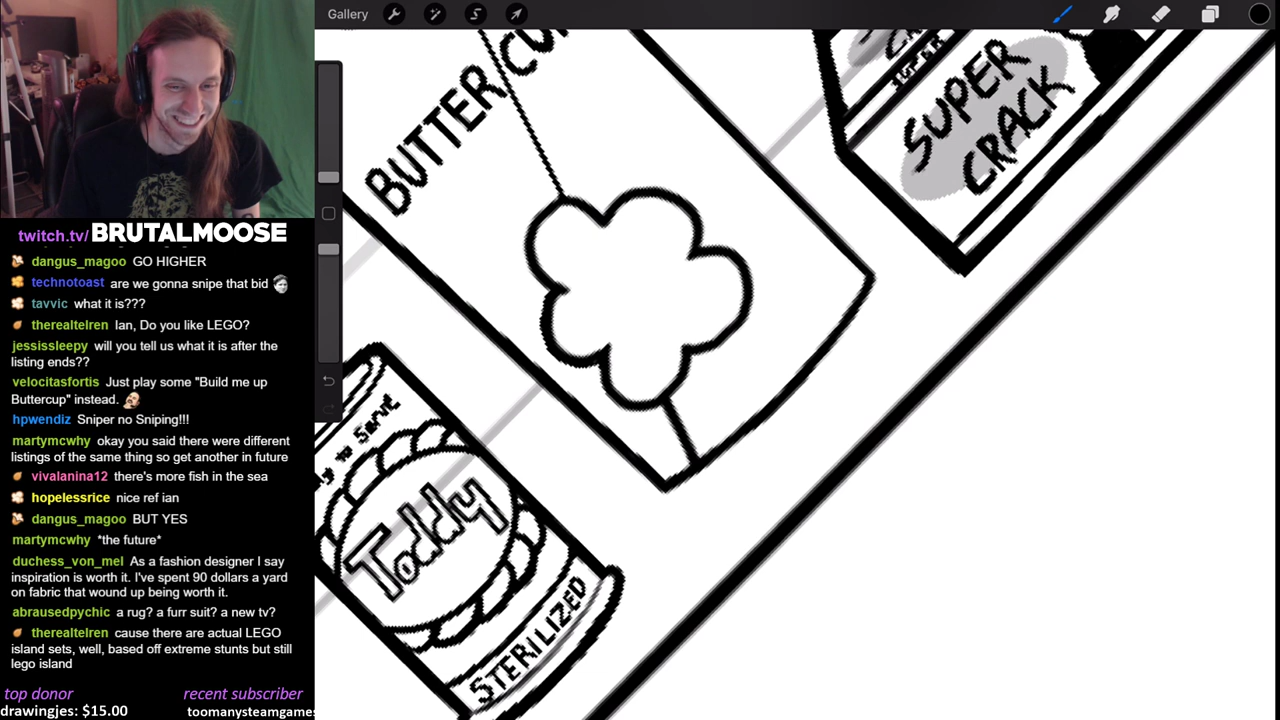 Gallery
BUTTER CU
SUPER
CRACK
Toddy
to Serve
STERILIZED
twitch.tv/BRUTALMOOSE
dangus_magoo GO HIGHER
technotoast are we gonna snipe that bid
tavvic what it is???
therealtelren Ian, Do you like LEGO?
jessissleepy will you tell us what it is after the
listing ends??
velocitasfortis Just play some "Build me up
Buttercup" instead.
hpwendiz Sniper no Sniping!!!
martymcwhy okay you said there were different
listings of the same thing so get another in future
vivalanina12 there's more fish in the sea
hopelessrice nice ref ian
dangus_magoo BUT YES
martymcwhy *the future*
duchess_von_mel As a fashion designer I say
inspiration is worth it. I've spent 90 dollars a yard
on fabric that wound up being worth it.
abrausedpychic a rug? a furr suit? a new tv?
therealtelren cause there are actual LEGO
island sets, well, based off extreme stunts but still
lego island
top donor
drawingjes: $15.00
recent subscriber
toomanysteamgames